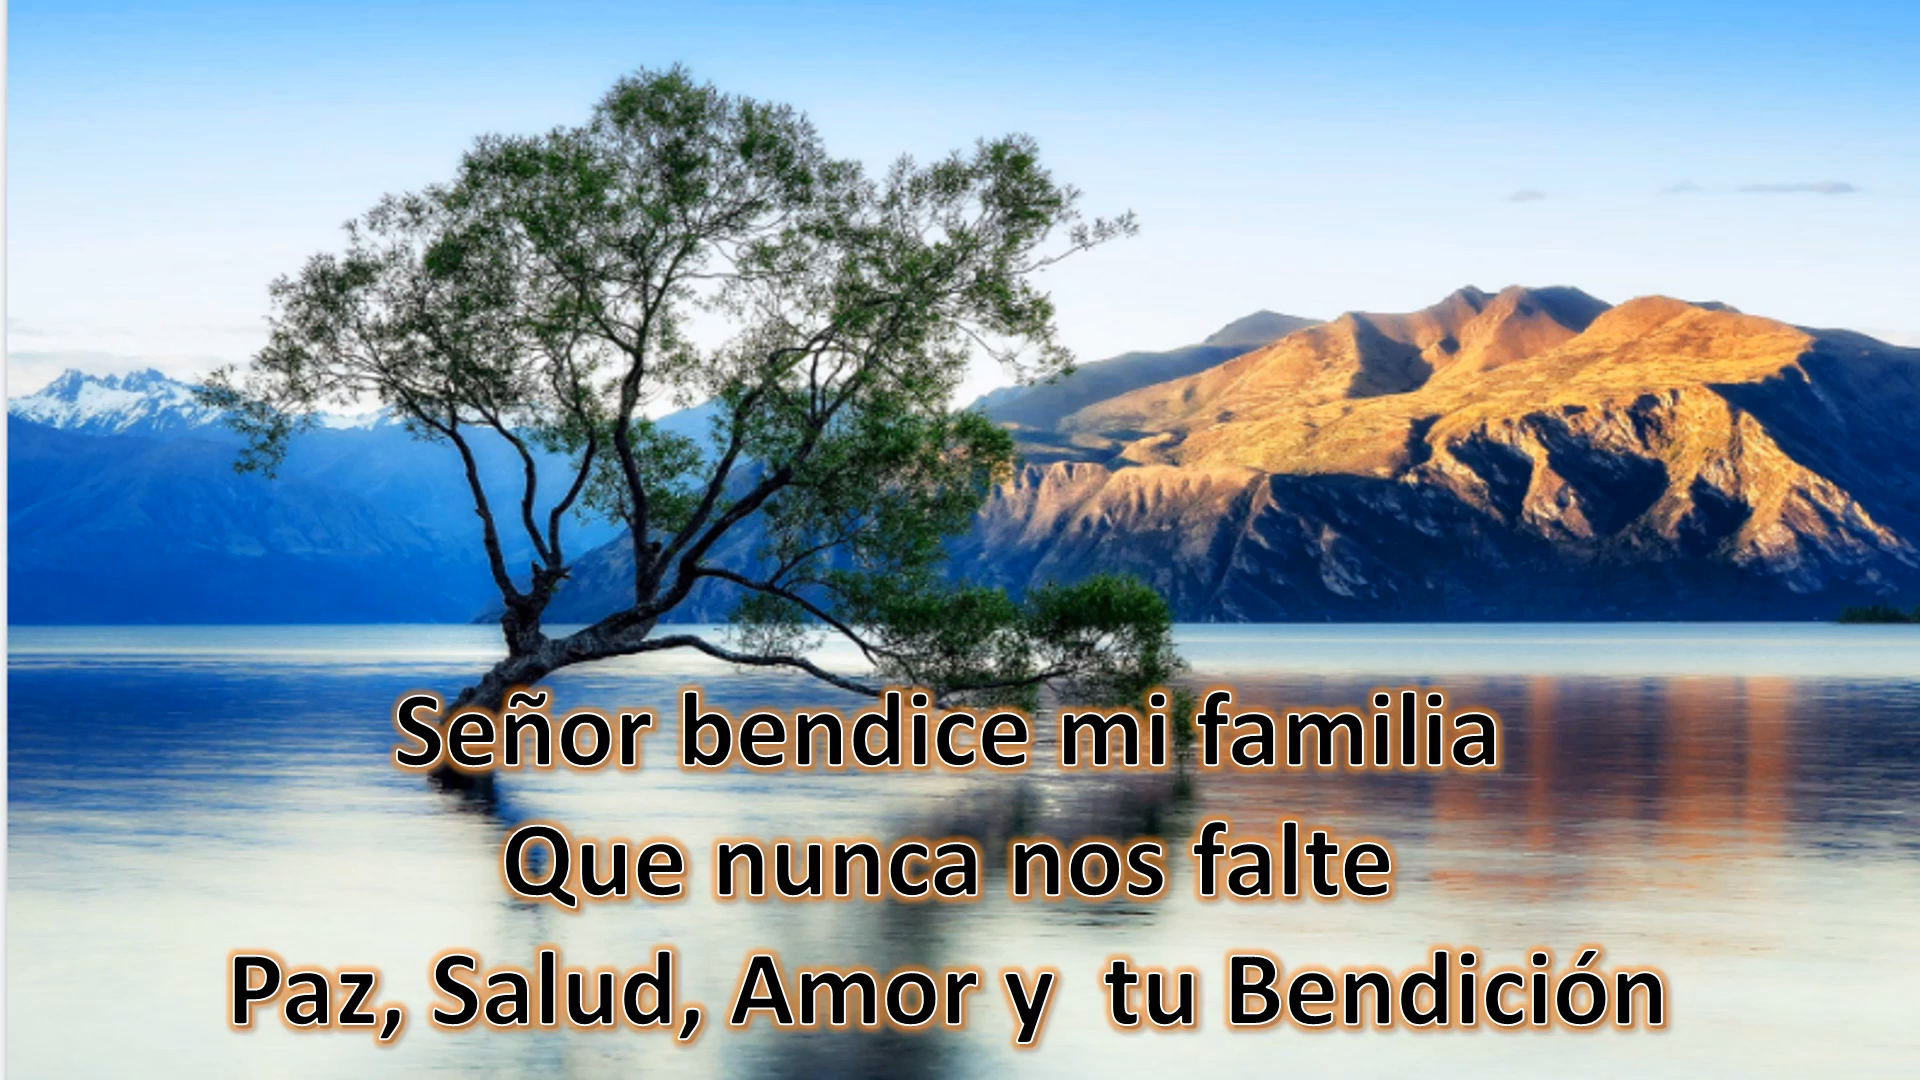 Señor bendice mi familia
Que nunca nos falte
Paz, Salud, Amor y  tu Bendición